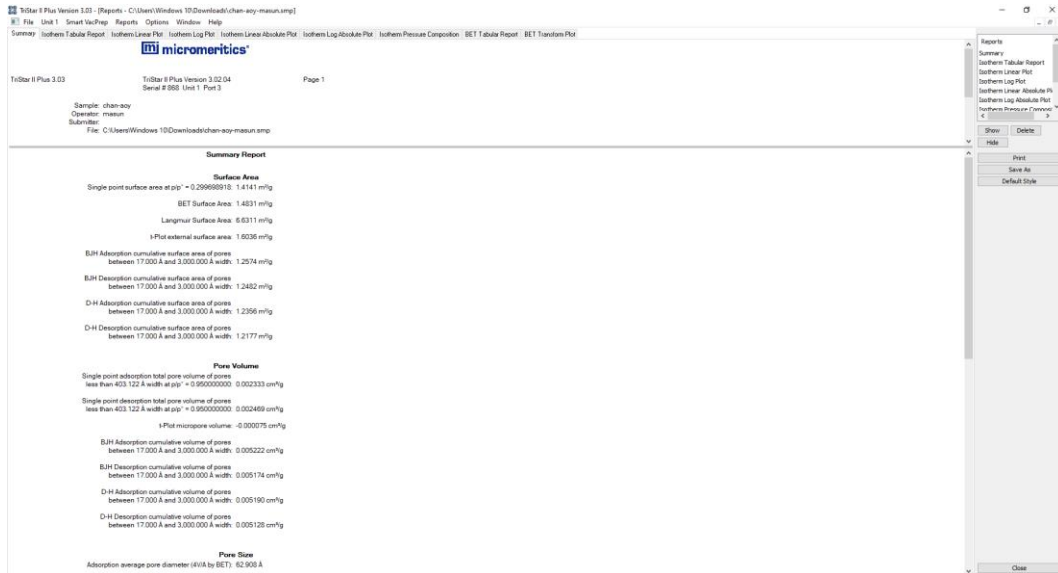 TriStar II Plus Version 3.03 - [Reports - C:\Users\Windows 10\Downloads\chan-aoy-masun.smp]
File Unit 1 Smart VacPrep Reports Options Window Help
Summary Isotherm Tabular Report Isotherm Linear Plot Isotherm Log Plot Isotherm Linear Absolute Plot Isotherm Log Absolute Plot Isotherm Pressure Composition BET Tabular Report BET Transform Plot
mi micromeritics®
TriStar II Plus 3.03 TriStar II Plus Version 3.02.04 Page 1
Serial # 868 Unit 1 Port 3
Sample: chan-aoy
Operator: masun
Submitter:
File: C:\Users\Windows 10\Downloads\chan-aoy-masun.smp
Summary Report
Surface Area
Single point surface area at p/p° = 0.299698918: 1.4141 m²/g
BET Surface Area: 1.4831 m²/g
Langmuir Surface Area: 6.6311 m²/g
t-Plot external surface area: 1.6036 m²/g
BJH Adsorption cumulative surface area of pores
between 17.000 Å and 3,000.000 Å width: 1.2574 m²/g
BJH Desorption cumulative surface area of pores
between 17.000 Å and 3,000.000 Å width: 1.2482 m²/g
D-H Adsorption cumulative surface area of pores
between 17.000 Å and 3,000.000 Å width: 1.2356 m²/g
D-H Desorption cumulative surface area of pores
between 17.000 Å and 3,000.000 Å width: 1.2177 m²/g
Pore Volume
Single point adsorption total pore volume of pores
less than 403.122 Å width at p/p° = 0.950000000: 0.002333 cm³/g
Single point desorption total pore volume of pores
less than 403.122 Å width at p/p° = 0.950000000: 0.002469 cm³/g
t-Plot micropore volume: -0.000075 cm³/g
BJH Adsorption cumulative volume of pores
between 17.000 Å and 3,000.000 Å width: 0.005222 cm³/g
BJH Desorption cumulative volume of pores
between 17.000 Å and 3,000.000 Å width: 0.005174 cm³/g
D-H Adsorption cumulative volume of pores
between 17.000 Å and 3,000.000 Å width: 0.005190 cm³/g
D-H Desorption cumulative volume of pores
between 17.000 Å and 3,000.000 Å width: 0.005128 cm³/g
Pore Size
Adsorption average pore diameter (4V/A by BET): 62.908 Å
Reports
Summary
Isotherm Tabular Report
Isotherm Linear Plot
Isotherm Log Plot
Isotherm Linear Absolute Pl
Isotherm Log Absolute Plot
Isotherm Pressure Composi
Show Delete
Hide
Print
Save As
Default Style
Close